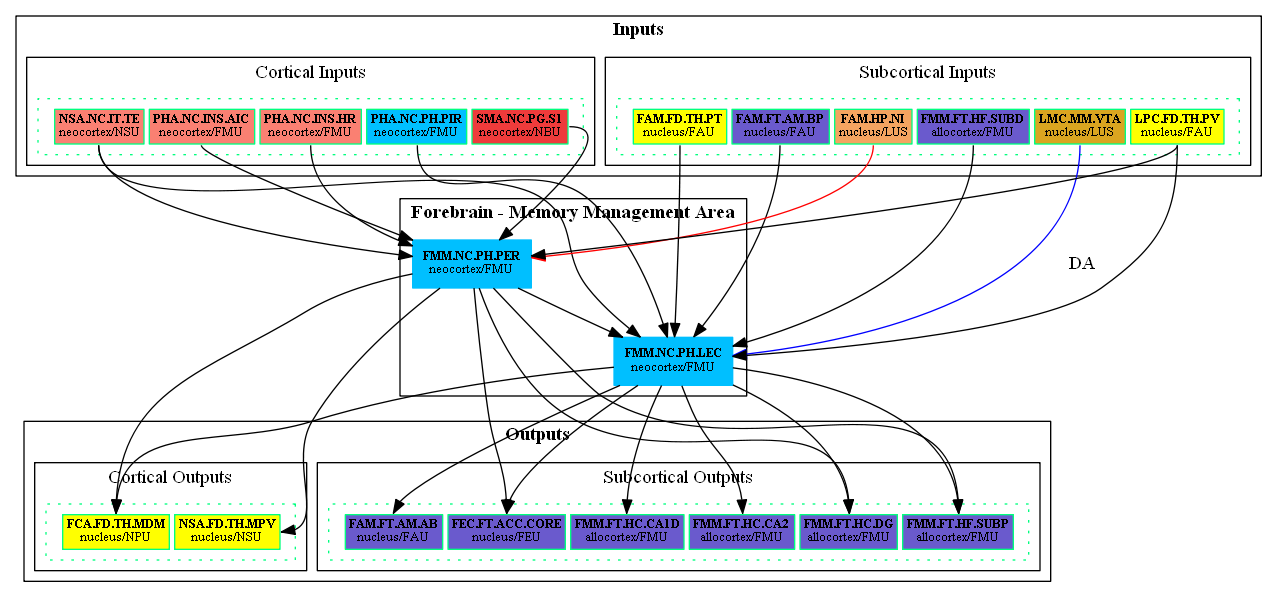 Inputs
Cortical Inputs
Subcortical Inputs
NSA.NC.IT.TE
neocortex/NSU
PHA.NC.INS.AIC
neocortex/FMU
PHA.NC.INS.HR
neocortex/FMU
PHA.NC.PH.PIR
neocortex/FMU
SMA.NC.PG.S1
neocortex/NBU
FAM.FD.TH.PT
nucleus/FAU
FAM.FT.AM.BP
nucleus/FAU
FAM.HP.NI
nucleus/LUS
FMM.FT.HF.SUBD
allocortex/FMU
LMC.MM.VTA
nucleus/LUS
LPC.FD.TH.PV
nucleus/FAU
Forebrain - Memory Management Area
FMM.NC.PH.PER
neocortex/FMU
DA
FMM.NC.PH.LEC
neocortex/FMU
Outputs
Cortical Outputs
Subcortical Outputs
FCA.FD.TH.MDM
nucleus/NPU
NSA.FD.TH.MPV
nucleus/NSU
FAM.FT.AM.AB
nucleus/FAU
FEC.FT.ACC.CORE
nucleus/FEU
FMM.FT.HC.CA1D
allocortex/FMU
FMM.FT.HC.CA2
allocortex/FMU
FMM.FT.HC.DG
allocortex/FMU
FMM.FT.HF.SUBP
allocortex/FMU